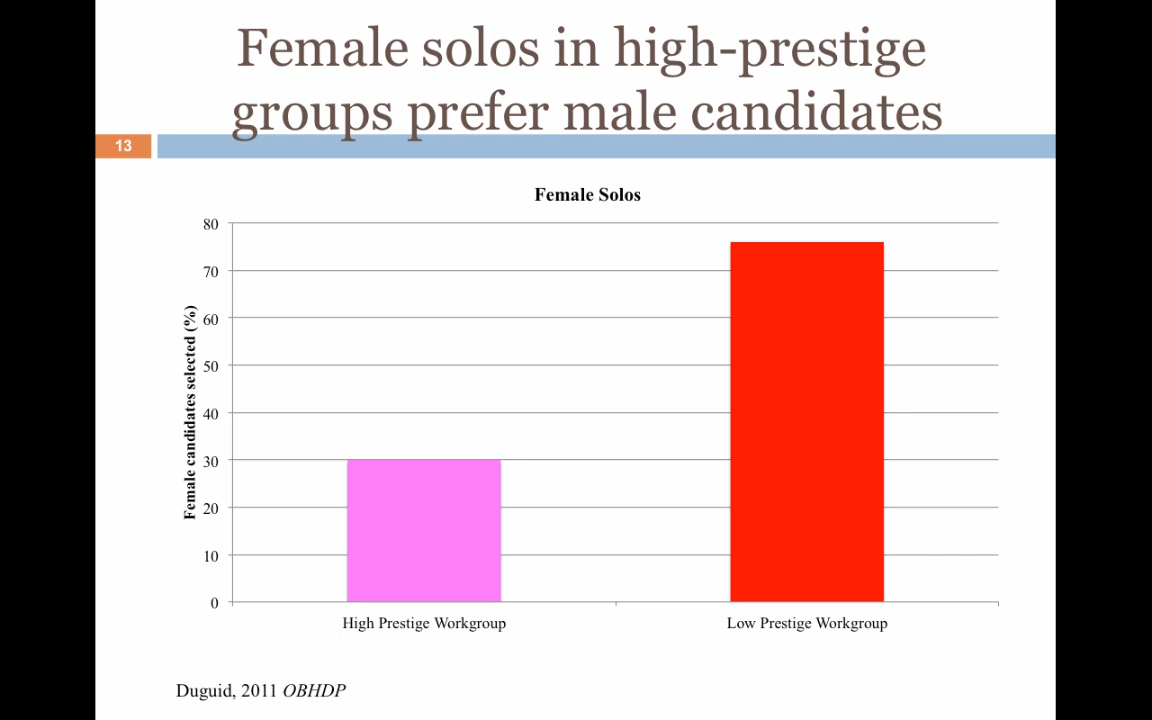 Female solos in high-prestige
groups prefer male candidates
13
Female Solos
Female candidates selected (%)
80
70
60
50
40
30
20
10
0
High Prestige Workgroup
Low Prestige Workgroup
Duguid, 2011 OBHDP